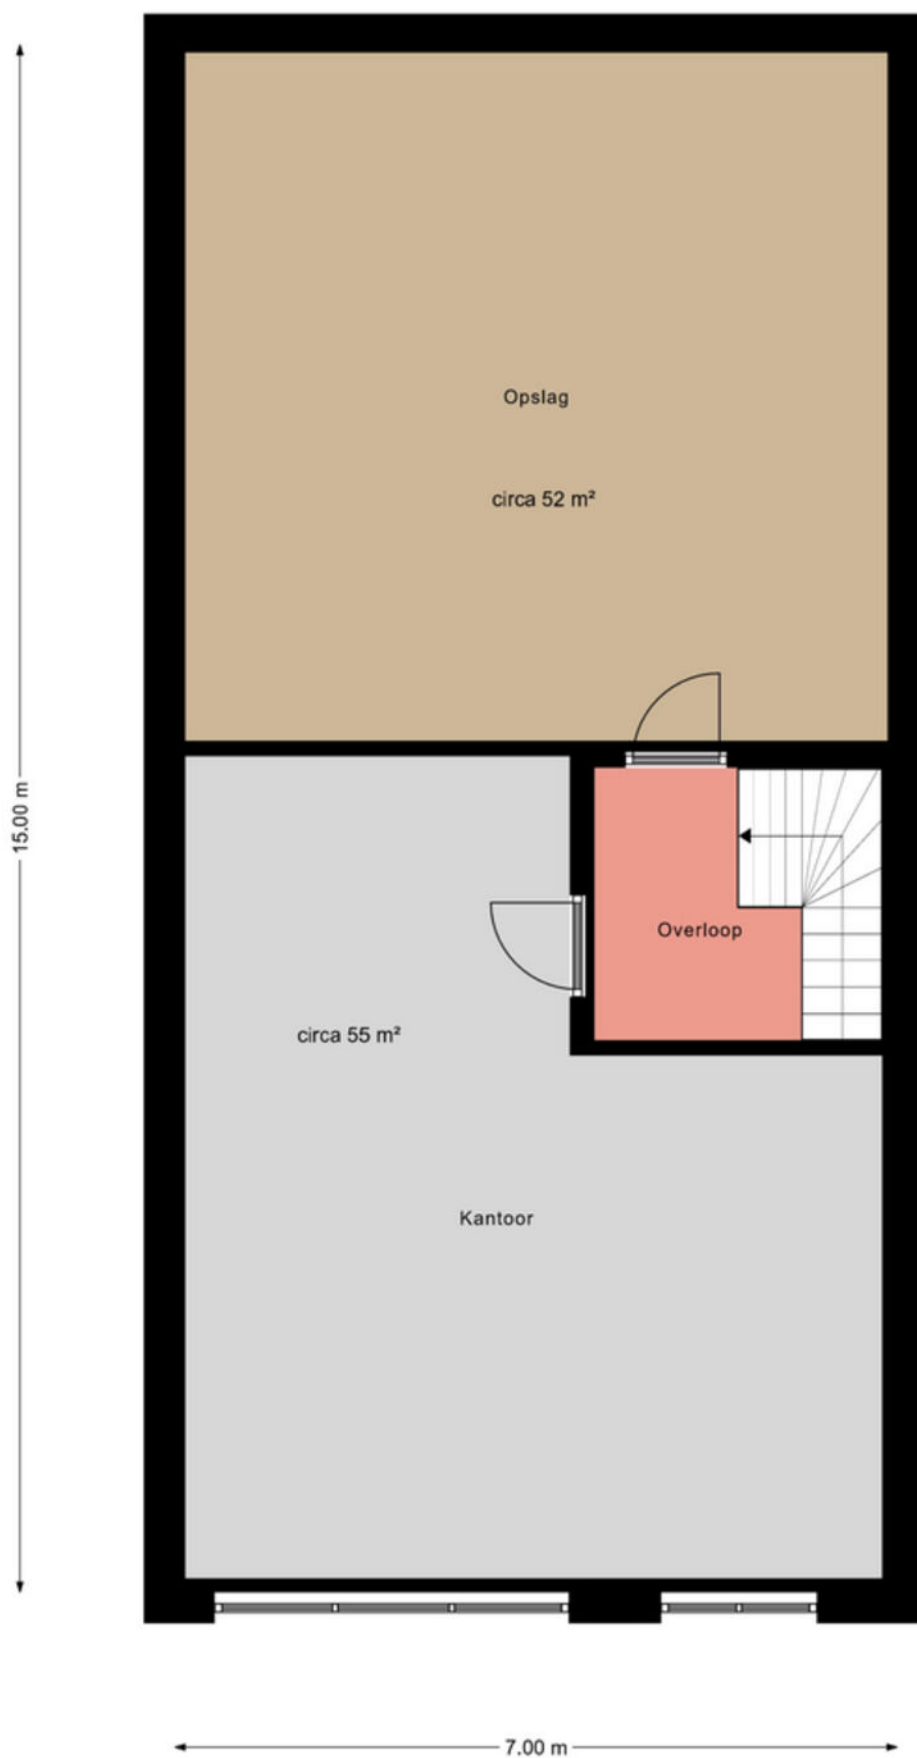 Opslag
circa 52 m²
15.00 m
Overloop
circa 55 m²
Kantoor
7.00 m